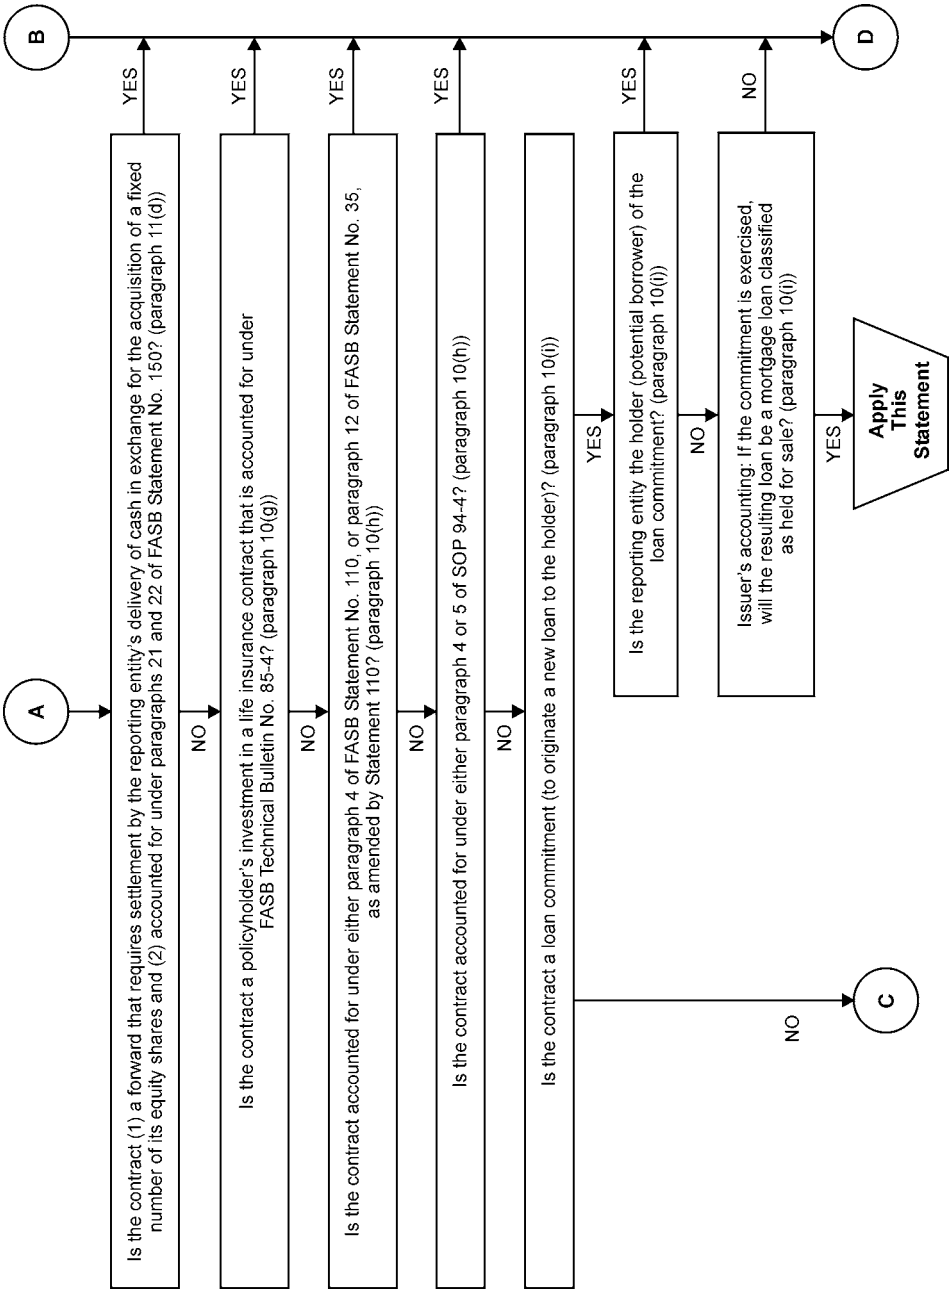 A
B
Is the contract (1) a forward that requires settlement by the reporting entity's delivery of cash in exchange for the acquisition of a fixed
number of its equity shares and (2) accounted for under paragraphs 21 and 22 of FASB Statement No. 150? (paragraph 11(d))
YES
NO
Is the contract a policyholder's investment in a life insurance contract that is accounted for under
FASB Technical Bulletin No. 85-4? (paragraph 10(g))
YES
NO
Is the contract accounted for under either paragraph 4 of FASB Statement No. 110, or paragraph 12 of FASB Statement No. 35,
as amended by Statement 110? (paragraph 10(h))
YES
NO
Is the contract accounted for under either paragraph 4 or 5 of SOP 94-4? (paragraph 10(h))
YES
NO
Is the contract a loan commitment (to originate a new loan to the holder)? (paragraph 10(i))
YES
Is the reporting entity the holder (potential borrower) of the
loan commitment? (paragraph 10(i))
YES
NO
Issuer's accounting: If the commitment is exercised,
will the resulting loan be a mortgage loan classified
as held for sale? (paragraph 10(i))
NO
NO
YES
C
Apply
This
Statement
D